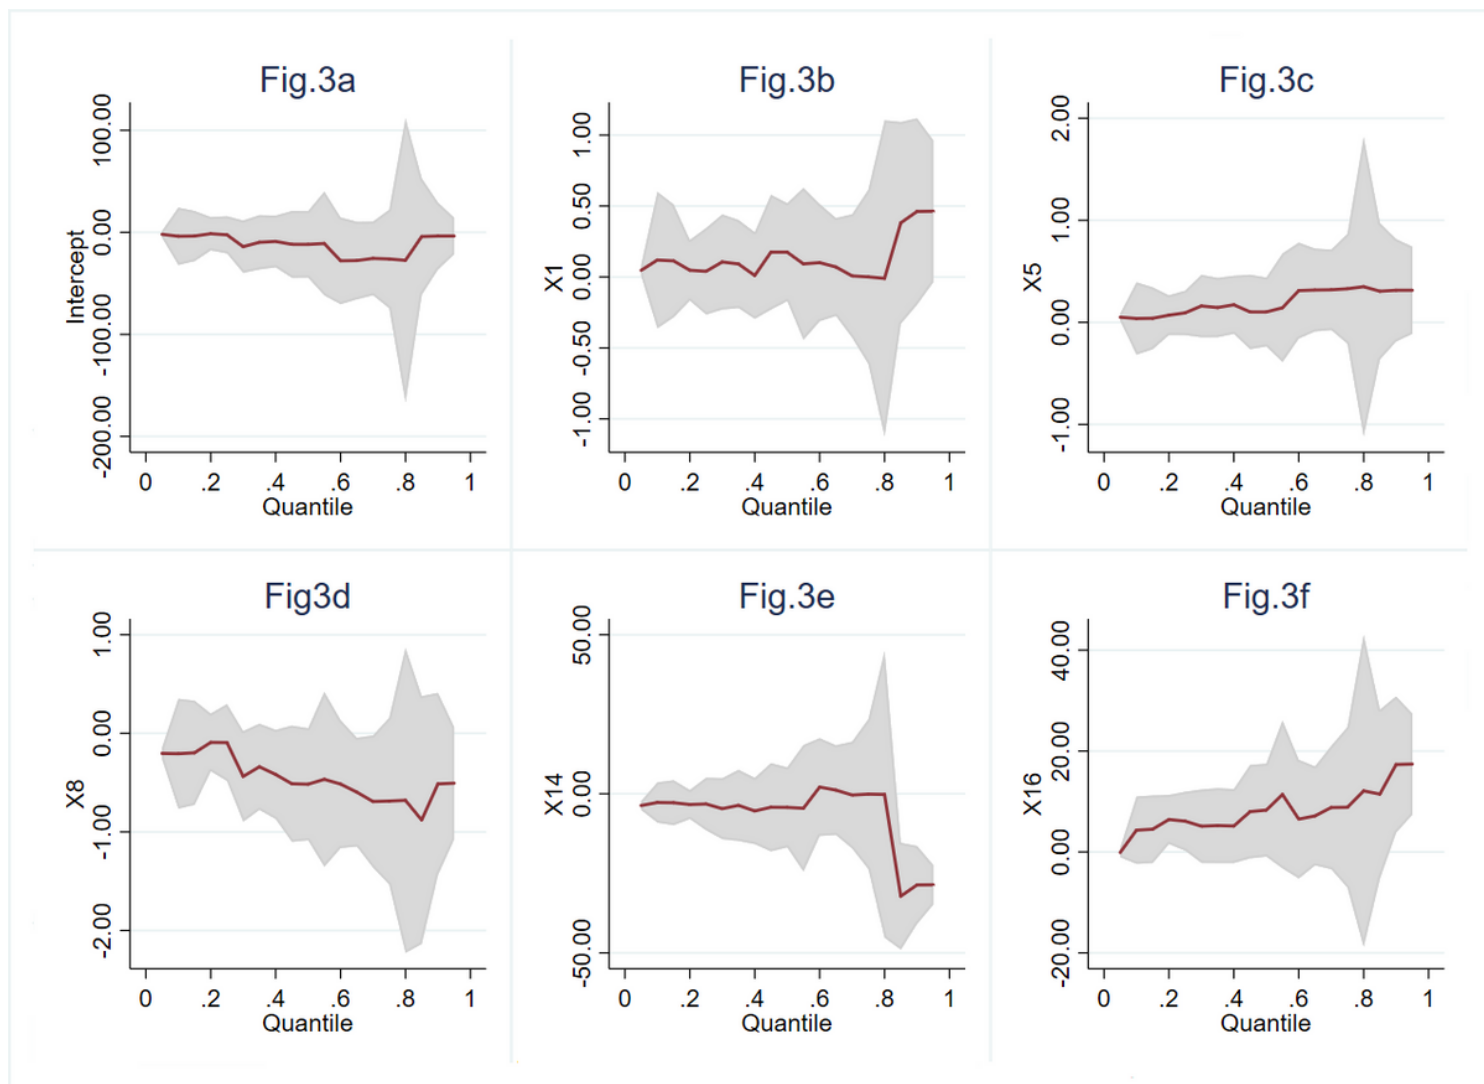 Fig.3a
Intercept
100.00
0.00
-100.00
-200.00
0 .2 .4 .6 .8 1
Quantile
Fig.3b
X1
1.00
0.50
0.00
-0.50
-1.00
0 .2 .4 .6 .8 1
Quantile
Fig.3c
X5
2.00
1.00
0.00
-1.00
0 .2 .4 .6 .8 1
Quantile
Fig3d
X8
1.00
0.00
-1.00
-2.00
0 .2 .4 .6 .8 1
Quantile
Fig.3e
X14
50.00
0.00
-50.00
0 .2 .4 .6 .8 1
Quantile
Fig.3f
X16
40.00
20.00
0.00
-20.00
0 .2 .4 .6 .8 1
Quantile